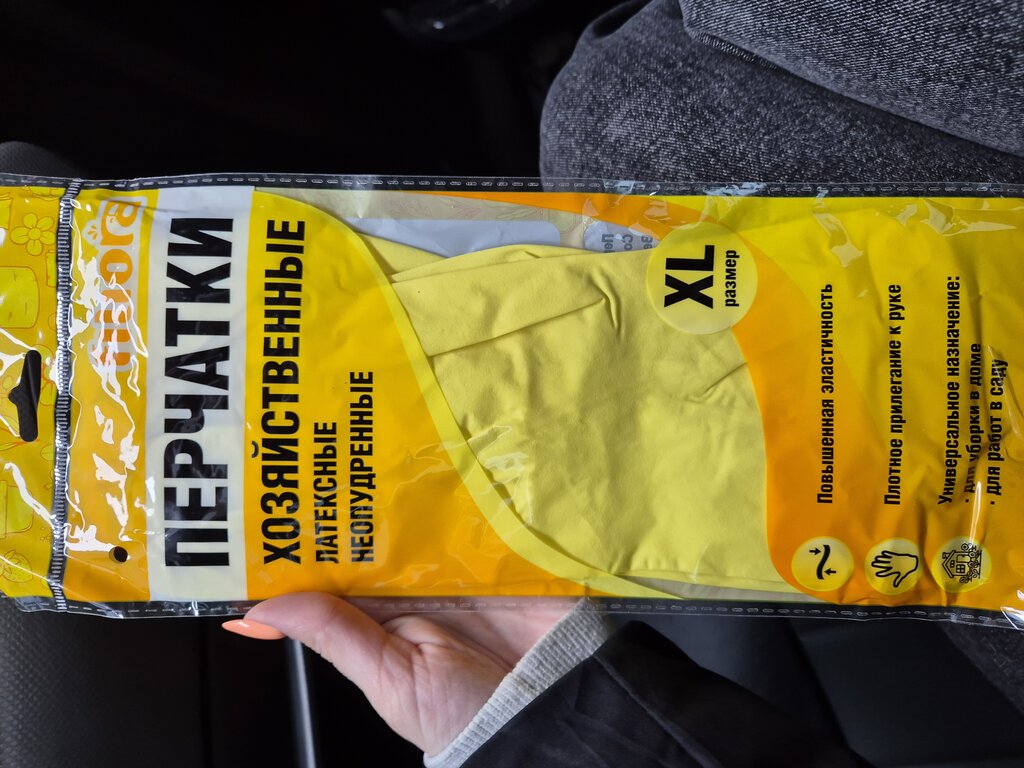 ПЕРЧАТКИ
ХОЗЯЙСТВЕННЫЕ
ЛАТЕКСНЫЕ
НЕОПУДРЕННЫЕ
XL
размер
Повышенная эластичность
Плотное прилегание к руке
Универсальное назначение:
· для уборки в доме
· для работ в саду